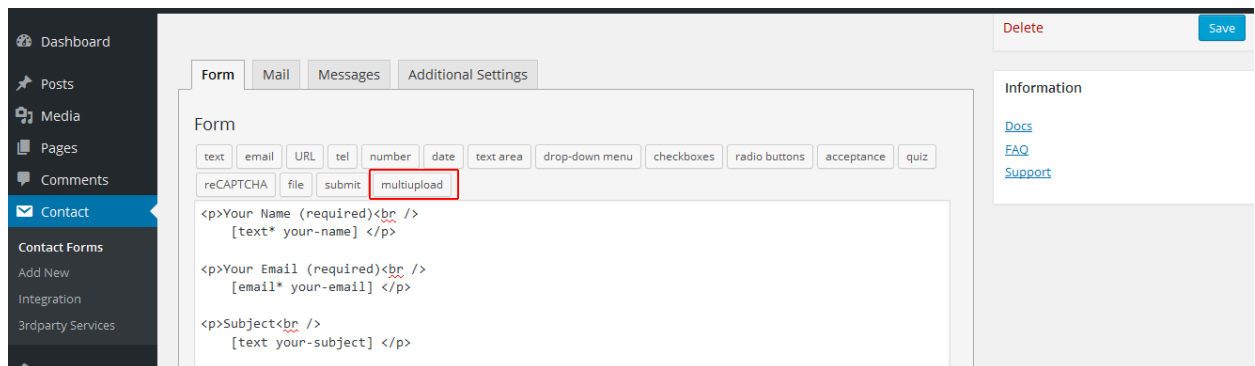 Dashboard
Posts
Media
Pages
Comments
Contact
Contact Forms
Add New
Integration
3rdparty Services
Form Mail Messages Additional Settings
Form
text email URL tel number date text area drop-down menu checkboxes radio buttons acceptance quiz
reCAPTCHA file submit multiupload
<p>Your Name (required)<br />
[text* your-name] </p>
<p>Your Email (required)<br />
[email* your-email] </p>
<p>Subject<br />
[text your-subject] </p>
Delete Save
Information
Docs
FAQ
Support